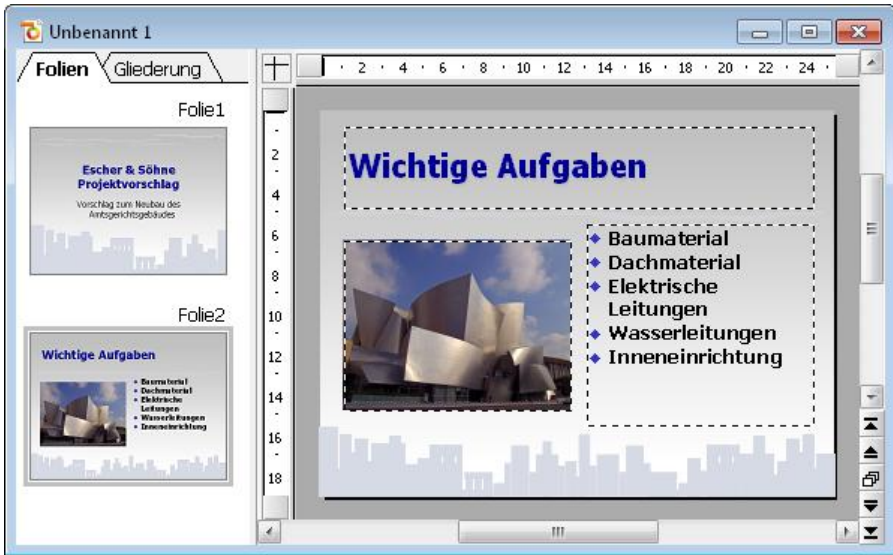 Unbenannt 1
Folien
Gliederung
2 4 6 8 10 12 14 16 18 20 22 24
Folie1
Escher & Söhne
Projektvorschlag
Vorschlag zum Neubau des
Amtsgerichtsgebäudes
Folie2
Wichtige Aufgaben
Baumaterial
Dachmaterial
Elektrische
Leitungen
Wasserleitungen
Inneneinrichtung
2
4
6
8
10
12
14
16
18
Wichtige Aufgaben
Baumaterial
Dachmaterial
Elektrische
Leitungen
Wasserleitungen
Inneneinrichtung